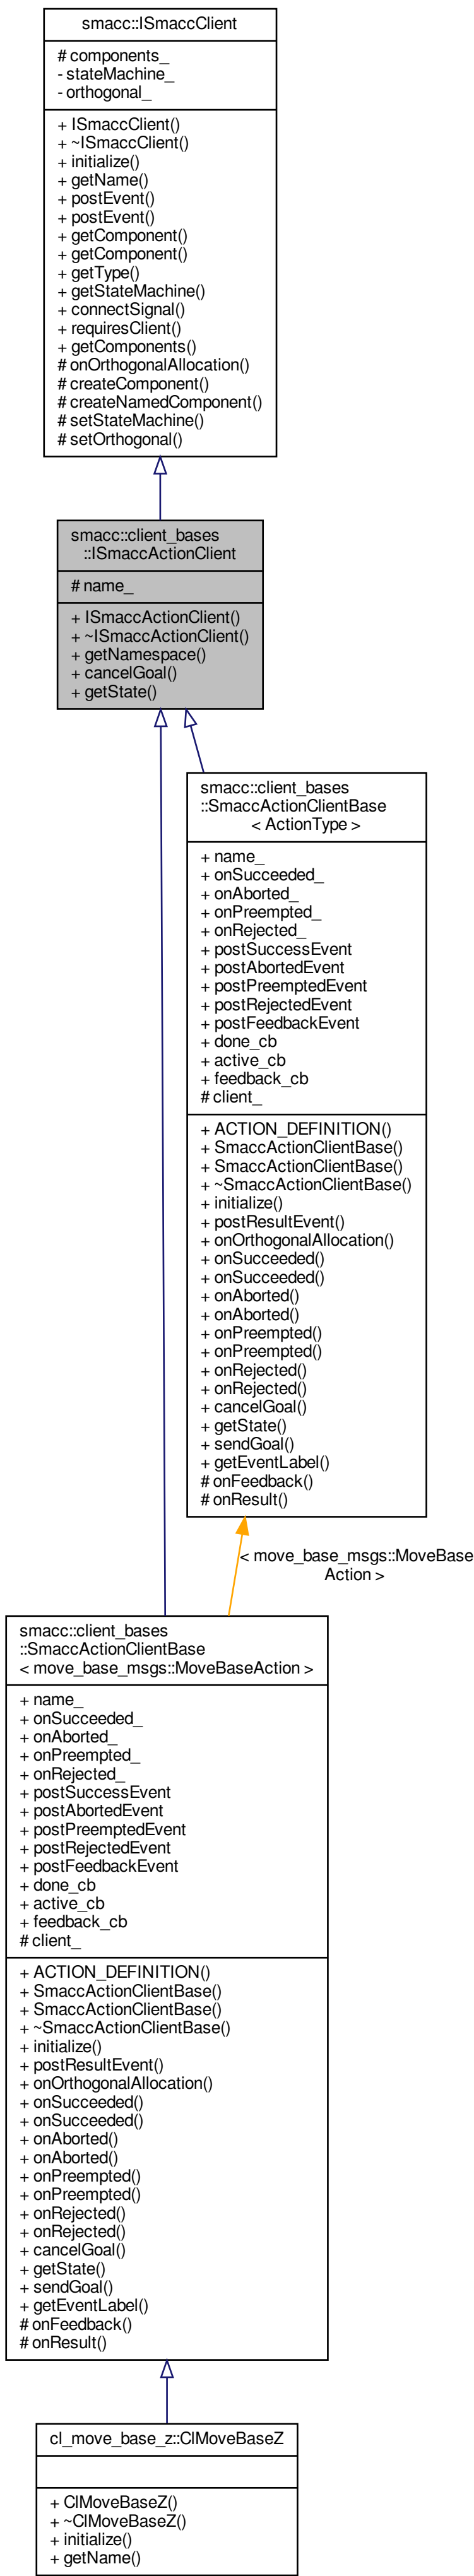 smacc::ISmaccClient
# components_
- stateMachine_
- orthogonal_
+ ISmaccClient()
+ ~ISmaccClient()
+ initialize()
+ getName()
+ postEvent()
+ postEvent()
+ getComponent()
+ getComponent()
+ getType()
+ getStateMachine()
+ connectSignal()
+ requiresClient()
+ getComponents()
# onOrthogonalAllocation()
# createComponent()
# createNamedComponent()
# setStateMachine()
# setOrthogonal()
smacc::client_bases
::ISmaccActionClient
# name_
+ ISmaccActionClient()
+ ~ISmaccActionClient()
+ getNamespace()
+ cancelGoal()
+ getState()
smacc::client_bases
::SmaccActionClientBase
< ActionType >
+ name_
+ onSucceeded_
+ onAborted_
+ onPreempted_
+ onRejected_
+ postSuccessEvent
+ postAbortedEvent
+ postPreemptedEvent
+ postRejectedEvent
+ postFeedbackEvent
+ done_cb
+ active_cb
+ feedback_cb
# client_
+ ACTION_DEFINITION()
+ SmaccActionClientBase()
+ SmaccActionClientBase()
+ ~SmaccActionClientBase()
+ initialize()
+ postResultEvent()
+ onOrthogonalAllocation()
+ onSucceeded()
+ onSucceeded()
+ onAborted()
+ onAborted()
+ onPreempted()
+ onPreempted()
+ onRejected()
+ onRejected()
+ cancelGoal()
+ getState()
+ sendGoal()
+ getEventLabel()
# onFeedback()
# onResult()
< move_base_msgs::MoveBase
Action >
smacc::client_bases
::SmaccActionClientBase
< move_base_msgs::MoveBaseAction >
+ name_
+ onSucceeded_
+ onAborted_
+ onPreempted_
+ onRejected_
+ postSuccessEvent
+ postAbortedEvent
+ postPreemptedEvent
+ postRejectedEvent
+ postFeedbackEvent
+ done_cb
+ active_cb
+ feedback_cb
# client_
+ ACTION_DEFINITION()
+ SmaccActionClientBase()
+ SmaccActionClientBase()
+ ~SmaccActionClientBase()
+ initialize()
+ postResultEvent()
+ onOrthogonalAllocation()
+ onSucceeded()
+ onSucceeded()
+ onAborted()
+ onAborted()
+ onPreempted()
+ onPreempted()
+ onRejected()
+ onRejected()
+ cancelGoal()
+ getState()
+ sendGoal()
+ getEventLabel()
# onFeedback()
# onResult()
cl_move_base_z::ClMoveBaseZ
+ ClMoveBaseZ()
+ ~ClMoveBaseZ()
+ initialize()
+ getName()